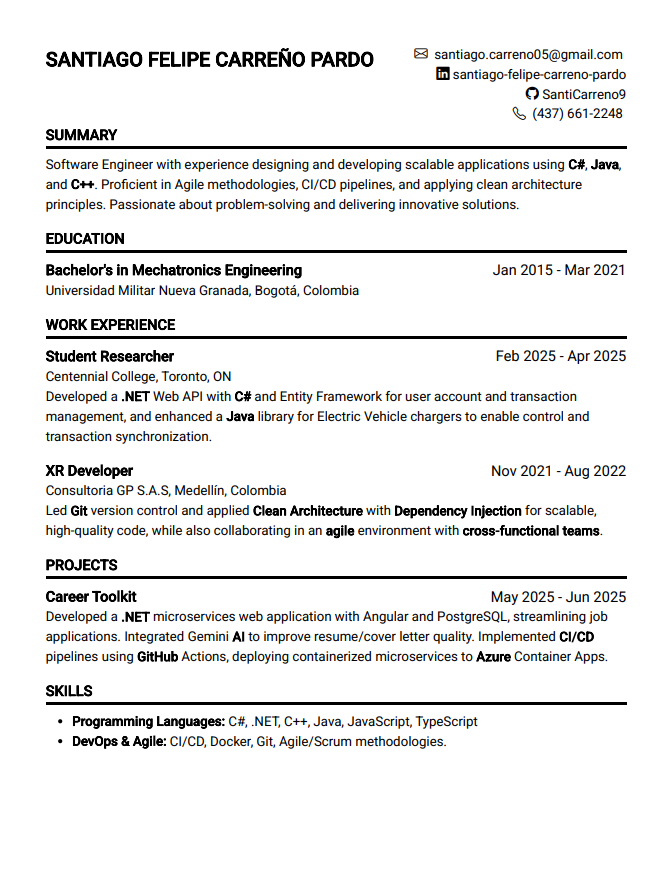 SANTIAGO FELIPE CARREÑO PARDO
santiago.carreno05@gmail.com
santiago-felipe-carreno-pardo
SantiCarreno9
(437) 661-2248
SUMMARY
Software Engineer with experience designing and developing scalable applications using C#, Java,
and C++. Proficient in Agile methodologies, CI/CD pipelines, and applying clean architecture
principles. Passionate about problem-solving and delivering innovative solutions.
EDUCATION
Bachelor's in Mechatronics Engineering Jan 2015 - Mar 2021
Universidad Militar Nueva Granada, Bogotá, Colombia
WORK EXPERIENCE
Student Researcher Feb 2025 - Apr 2025
Centennial College, Toronto, ON
Developed a .NET Web API with C# and Entity Framework for user account and transaction
management, and enhanced a Java library for Electric Vehicle chargers to enable control and
transaction synchronization.
XR Developer Nov 2021 - Aug 2022
Consultoria GP S.A.S, Medellín, Colombia
Led Git version control and applied Clean Architecture with Dependency Injection for scalable,
high-quality code, while also collaborating in an agile environment with cross-functional teams.
PROJECTS
Career Toolkit May 2025 - Jun 2025
Developed a .NET microservices web application with Angular and PostgreSQL, streamlining job
applications. Integrated Gemini AI to improve resume/cover letter quality. Implemented CI/CD
pipelines using GitHub Actions, deploying containerized microservices to Azure Container Apps.
SKILLS
• Programming Languages: C#, .NET, C++, Java, JavaScript, TypeScript
• DevOps & Agile: CI/CD, Docker, Git, Agile/Scrum methodologies.